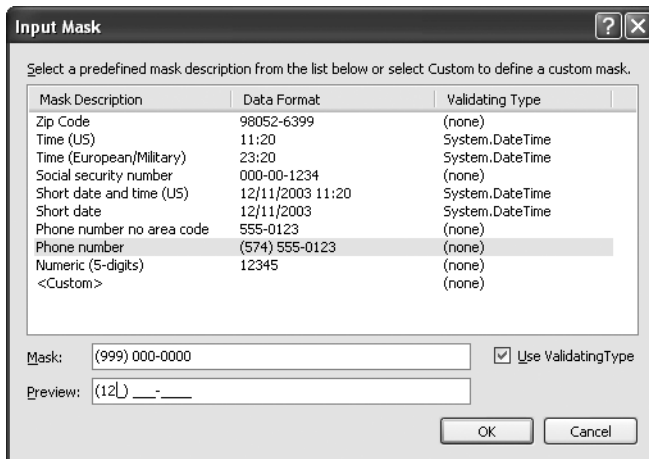 Input Mask
Select a predefined mask description from the list below or select Custom to define a custom mask.
Mask Description Data Format Validating Type
Zip Code 98052-6399 (none)
Time (US) 11:20 System.DateTime
Time (European/Military) 23:20 System.DateTime
Social security number 000-00-1234 (none)
Short date and time (US) 12/11/2003 11:20 System.DateTime
Short date 12/11/2003 System.DateTime
Phone number no area code 555-0123 (none)
Phone number (574) 555-0123 (none)
Numeric (5-digits) 12345 (none)
<Custom> (none)
Mask: (999) 000-0000 Use ValidatingType
Preview: (12_) ___-____
OK Cancel